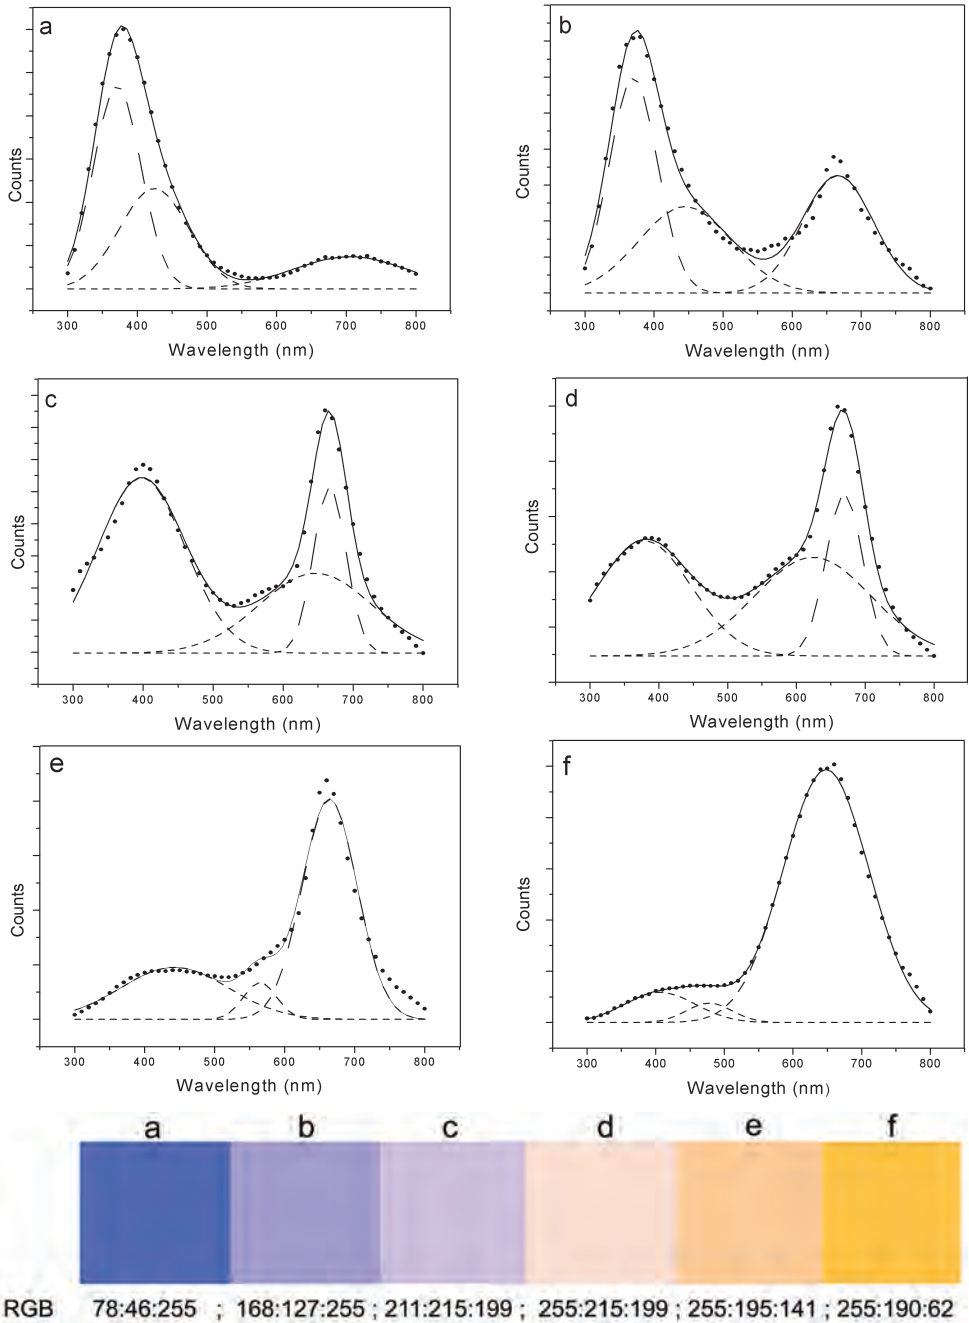 a
Counts
300 400 500 600 700 800
Wavelength (nm)
b
Counts
300 400 500 600 700 800
Wavelength (nm)
c
Counts
300 400 500 600 700 800
Wavelength (nm)
d
Counts
300 400 500 600 700 800
Wavelength (nm)
e
Counts
300 400 500 600 700 800
Wavelength (nm)
f
Counts
300 400 500 600 700 800
Wavelength (nm)
a b c d e f
RGB 78:46:255 ; 168:127:255 ; 211:215:199 ; 255:215:199 ; 255:195:141 ; 255:190:62